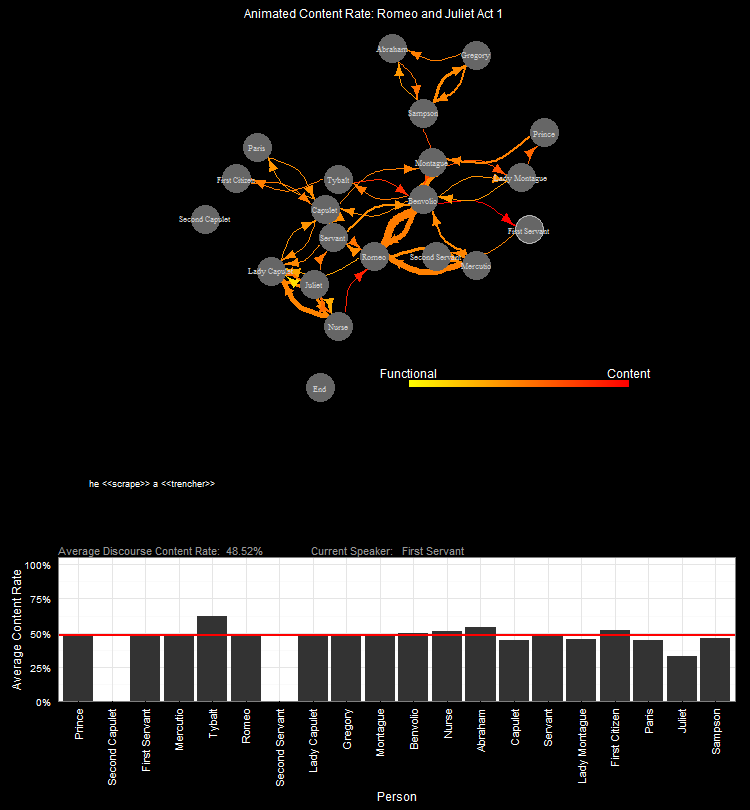 Animated Content Rate: Romeo and Juliet Act 1
Abraham
Gregory
Sampson
Prince
Paris
Montague
First Citizen
Tybalt
Lady Montague
Capulet
Benvolio
Second Capulet
First Servant
Servant
Romeo
Second Servant
Mercutio
Lady Capulet
Juliet
Nurse
Functional
Content
End
he <<scrape>> a <<trencher>>
Average Discourse Content Rate: 48.52%
Current Speaker: First Servant
100%
75%
50%
25%
0%
Average Content Rate
Prince
Second Capulet
First Servant
Mercutio
Tybalt
Romeo
Second Servant
Lady Capulet
Gregory
Montague
Benvolio
Nurse
Abraham
Capulet
Servant
Lady Montague
First Citizen
Paris
Juliet
Sampson
Person